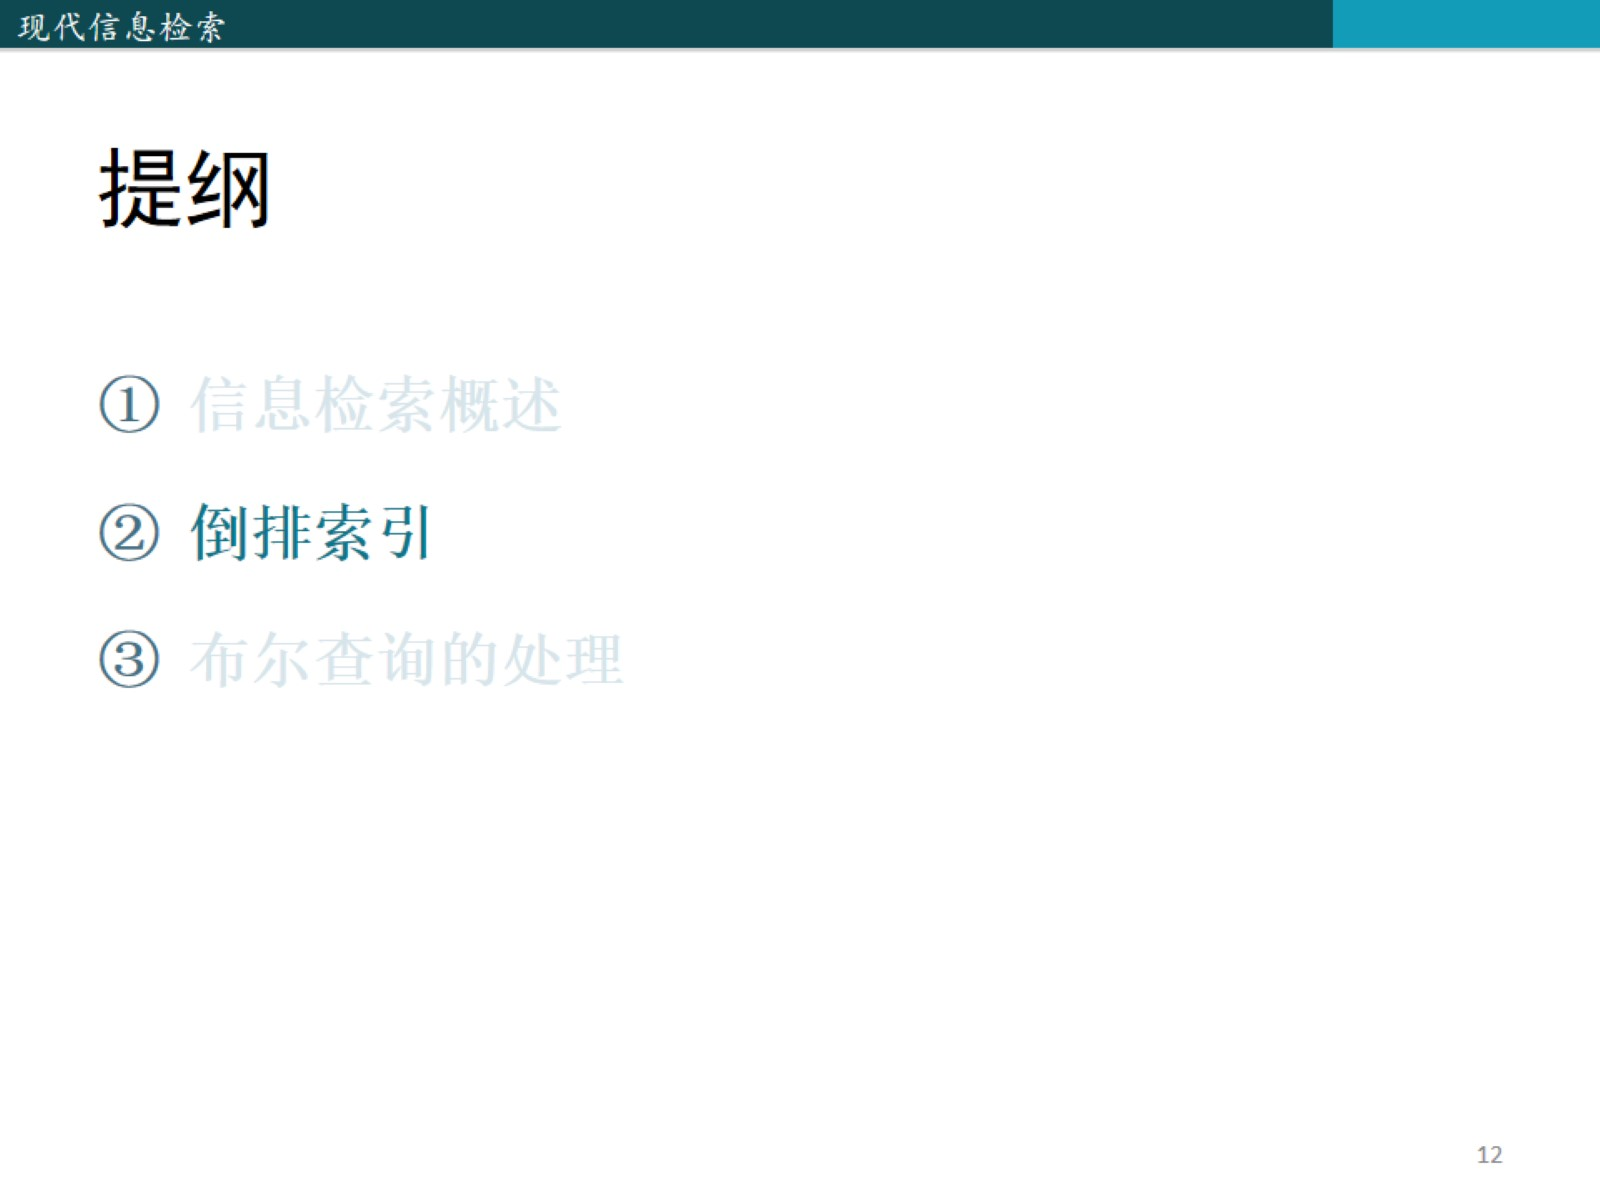 现代信息检索
提纲
① 信息检索概述
② 倒排索引
③ 布尔查询的处理
12